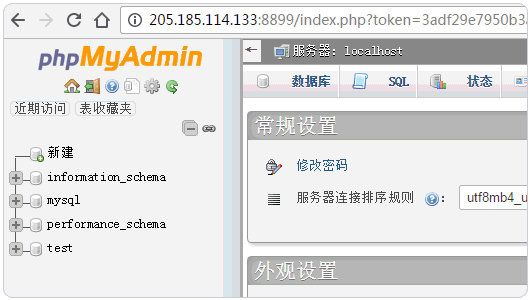 205.185.114.133:8899/index.php?token=3adf29e7950b3
phpMyAdmin
近期访问 表收藏夹
新建
information_schema
mysql
performance_schema
test
服务器: localhost
数据库 SQL 状态
常规设置
修改密码
服务器连接排序规则 : utf8mb4_u
外观设置